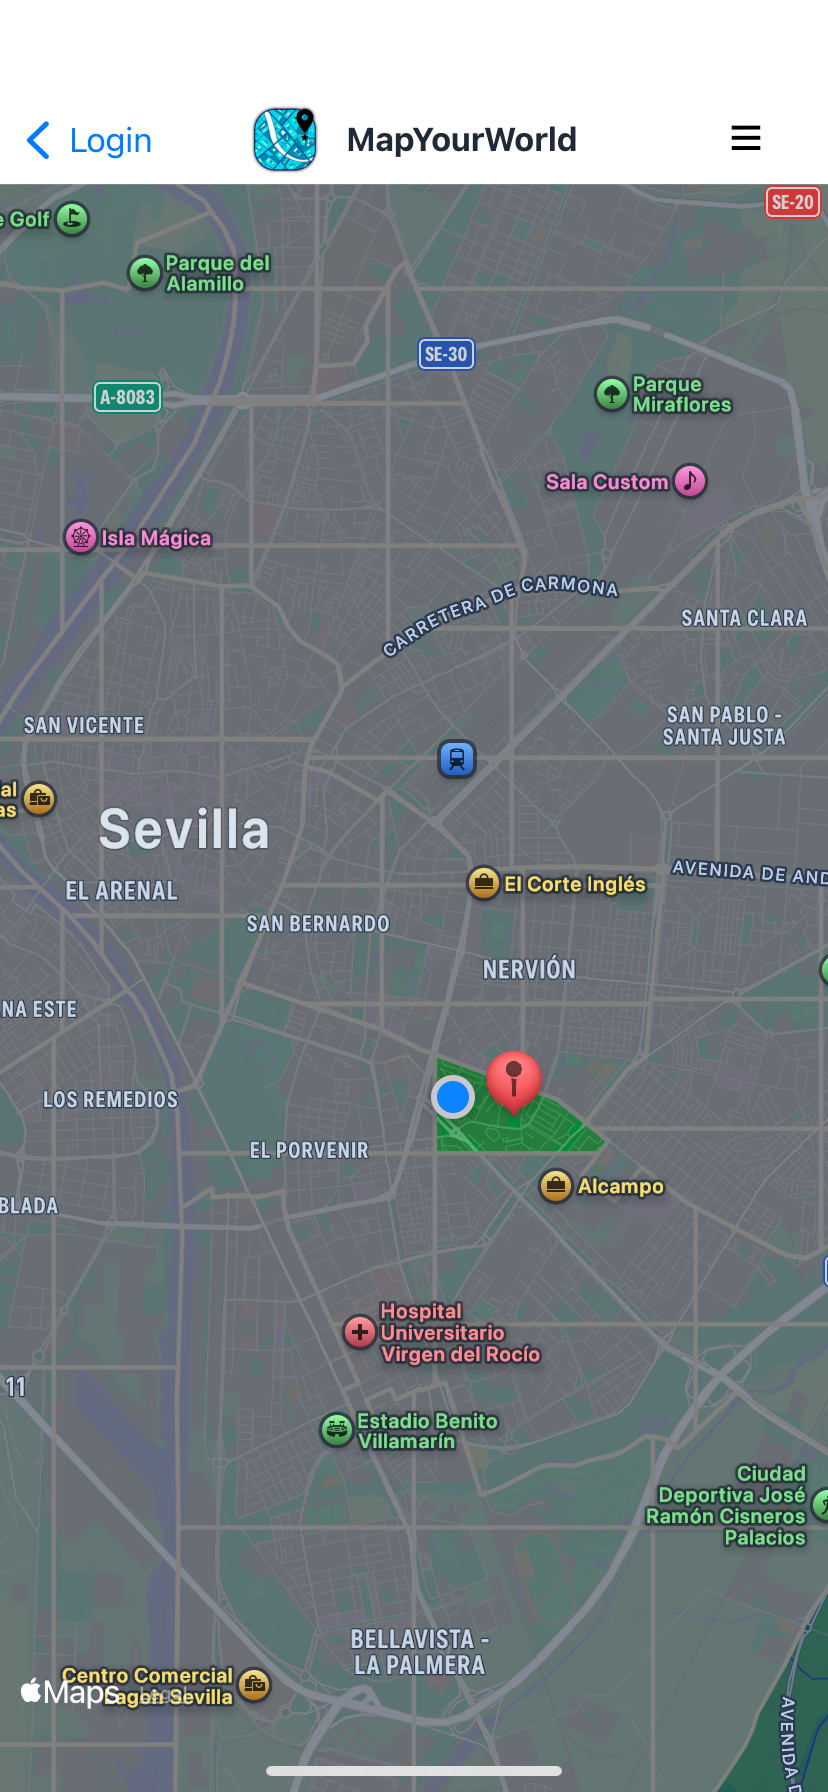 Login
MapYourWorld
SE-20
e Golf
Parque del
Alamillo
SE-30
A-8083
Parque
Miraflores
Sala Custom
Isla Mágica
CARRETERA DE CARMONA
SANTA CLARA
SAN VICENTE
SAN PABLO -
SANTA JUSTA
al
as
Sevilla
EL ARENAL
El Corte Inglés
AVENIDA DE AND
SAN BERNARDO
NERVIÓN
NA ESTE
LOS REMEDIOS
EL PORVENIR
Alcampo
BLADA
Hospital
Universitario
Virgen del Rocío
11
Estadio Benito
Villamarín
Ciudad
Deportiva José
Ramón Cisneros
Palacios
BELLAVISTA -
LA PALMERA
Centro Comercial
Lagoh Sevilla
Maps
Legal
AVENIDA D